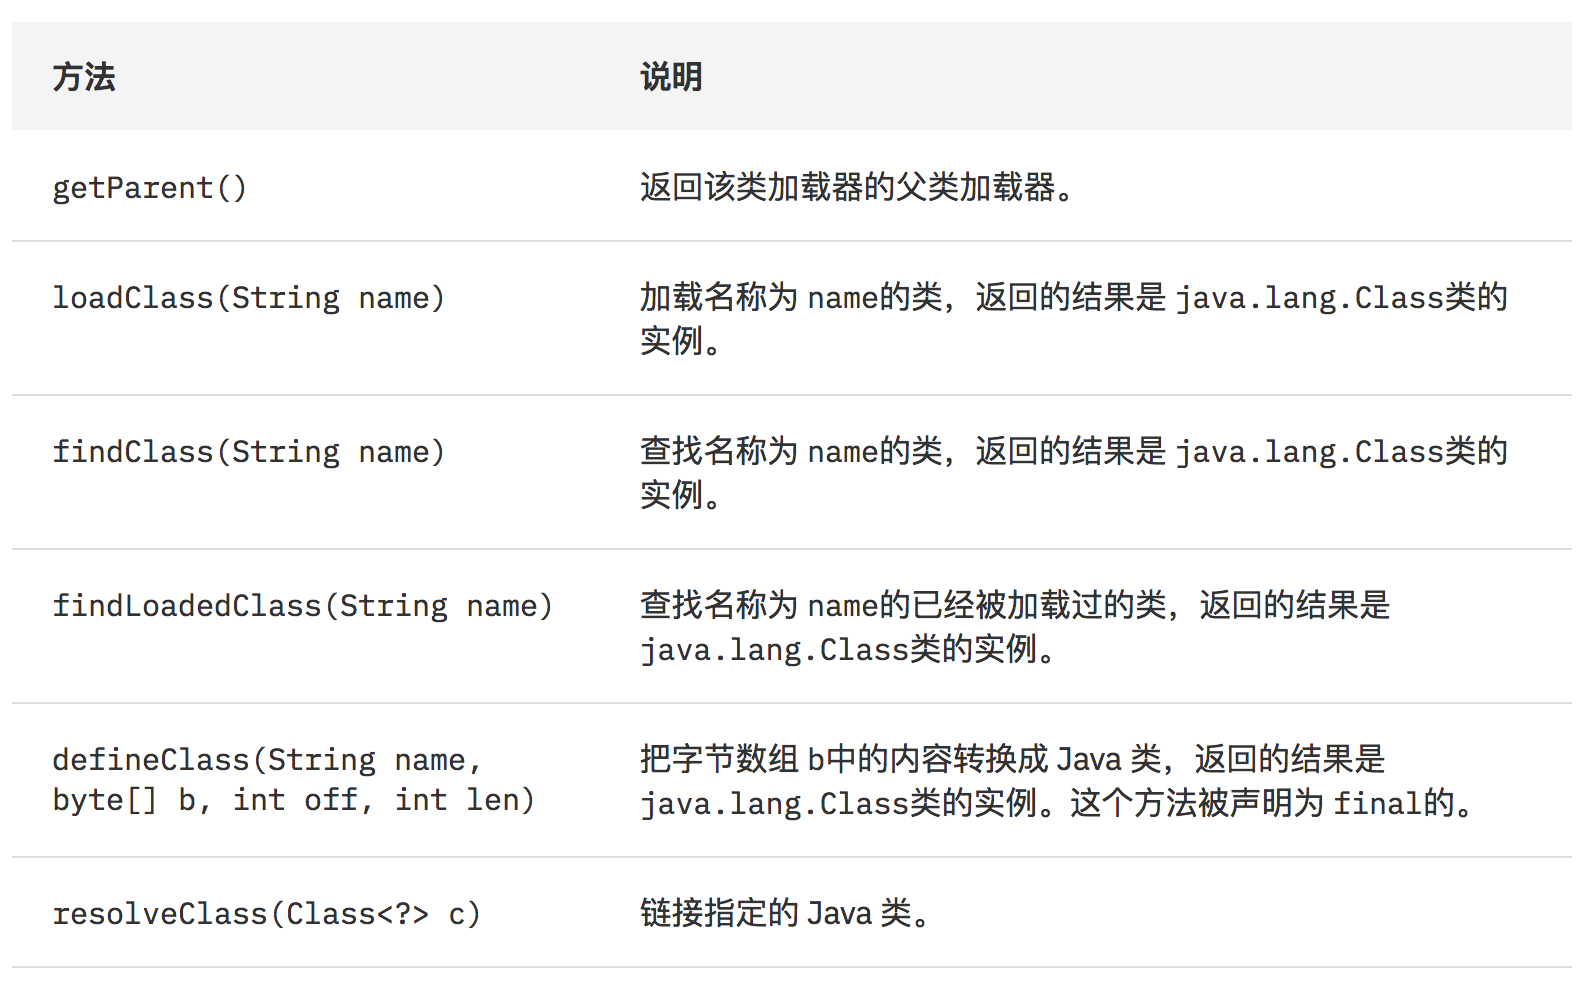 方法 说明
getParent() 返回该类加载器的父类加载器。
loadClass(String name) 加载名称为 name的类，返回的结果是 java.lang.Class类的
实例。
findClass(String name) 查找名称为 name的类，返回的结果是 java.lang.Class类的
实例。
findLoadedClass(String name) 查找名称为 name的已经被加载过的类，返回的结果是
java.lang.Class类的实例。
defineClass(String name, 把字节数组 b中的内容转换成 Java 类，返回的结果是
byte[] b, int off, int len) java.lang.Class类的实例。这个方法被声明为 final的。
resolveClass(Class<?> c) 链接指定的 Java 类。